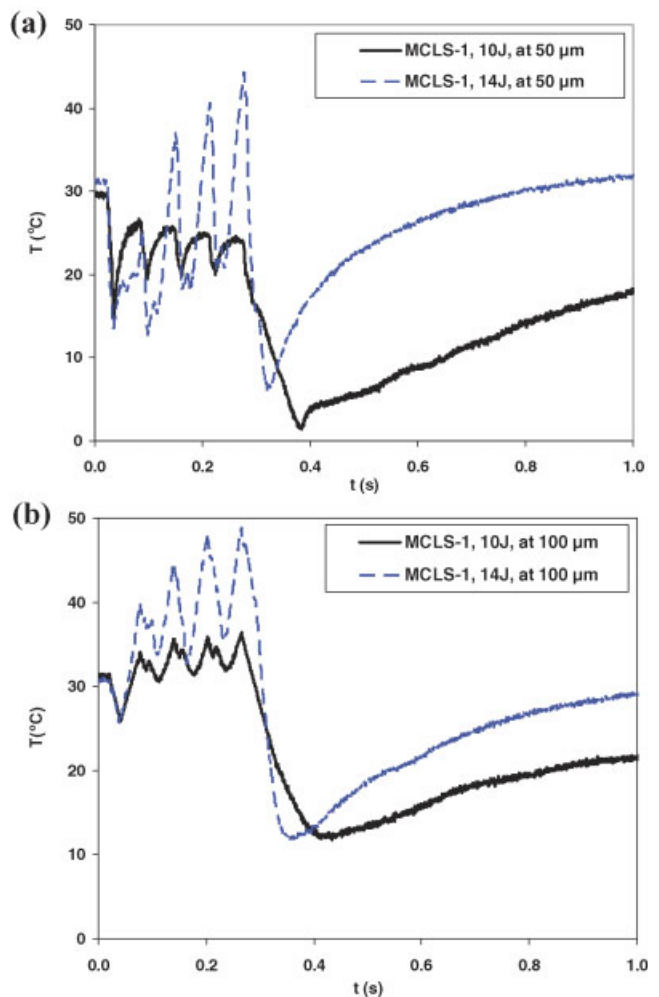 (a)
50
40
30
20
10
0
T (°C)
MCLS-1, 10J, at 50 µm
MCLS-1, 14J, at 50 µm
0.0 0.2 0.4 0.6 0.8 1.0
t (s)
(b)
50
40
30
20
10
0
T(°C)
MCLS-1, 10J, at 100 µm
MCLS-1, 14J, at 100 µm
0.0 0.2 0.4 0.6 0.8 1.0
t (s)